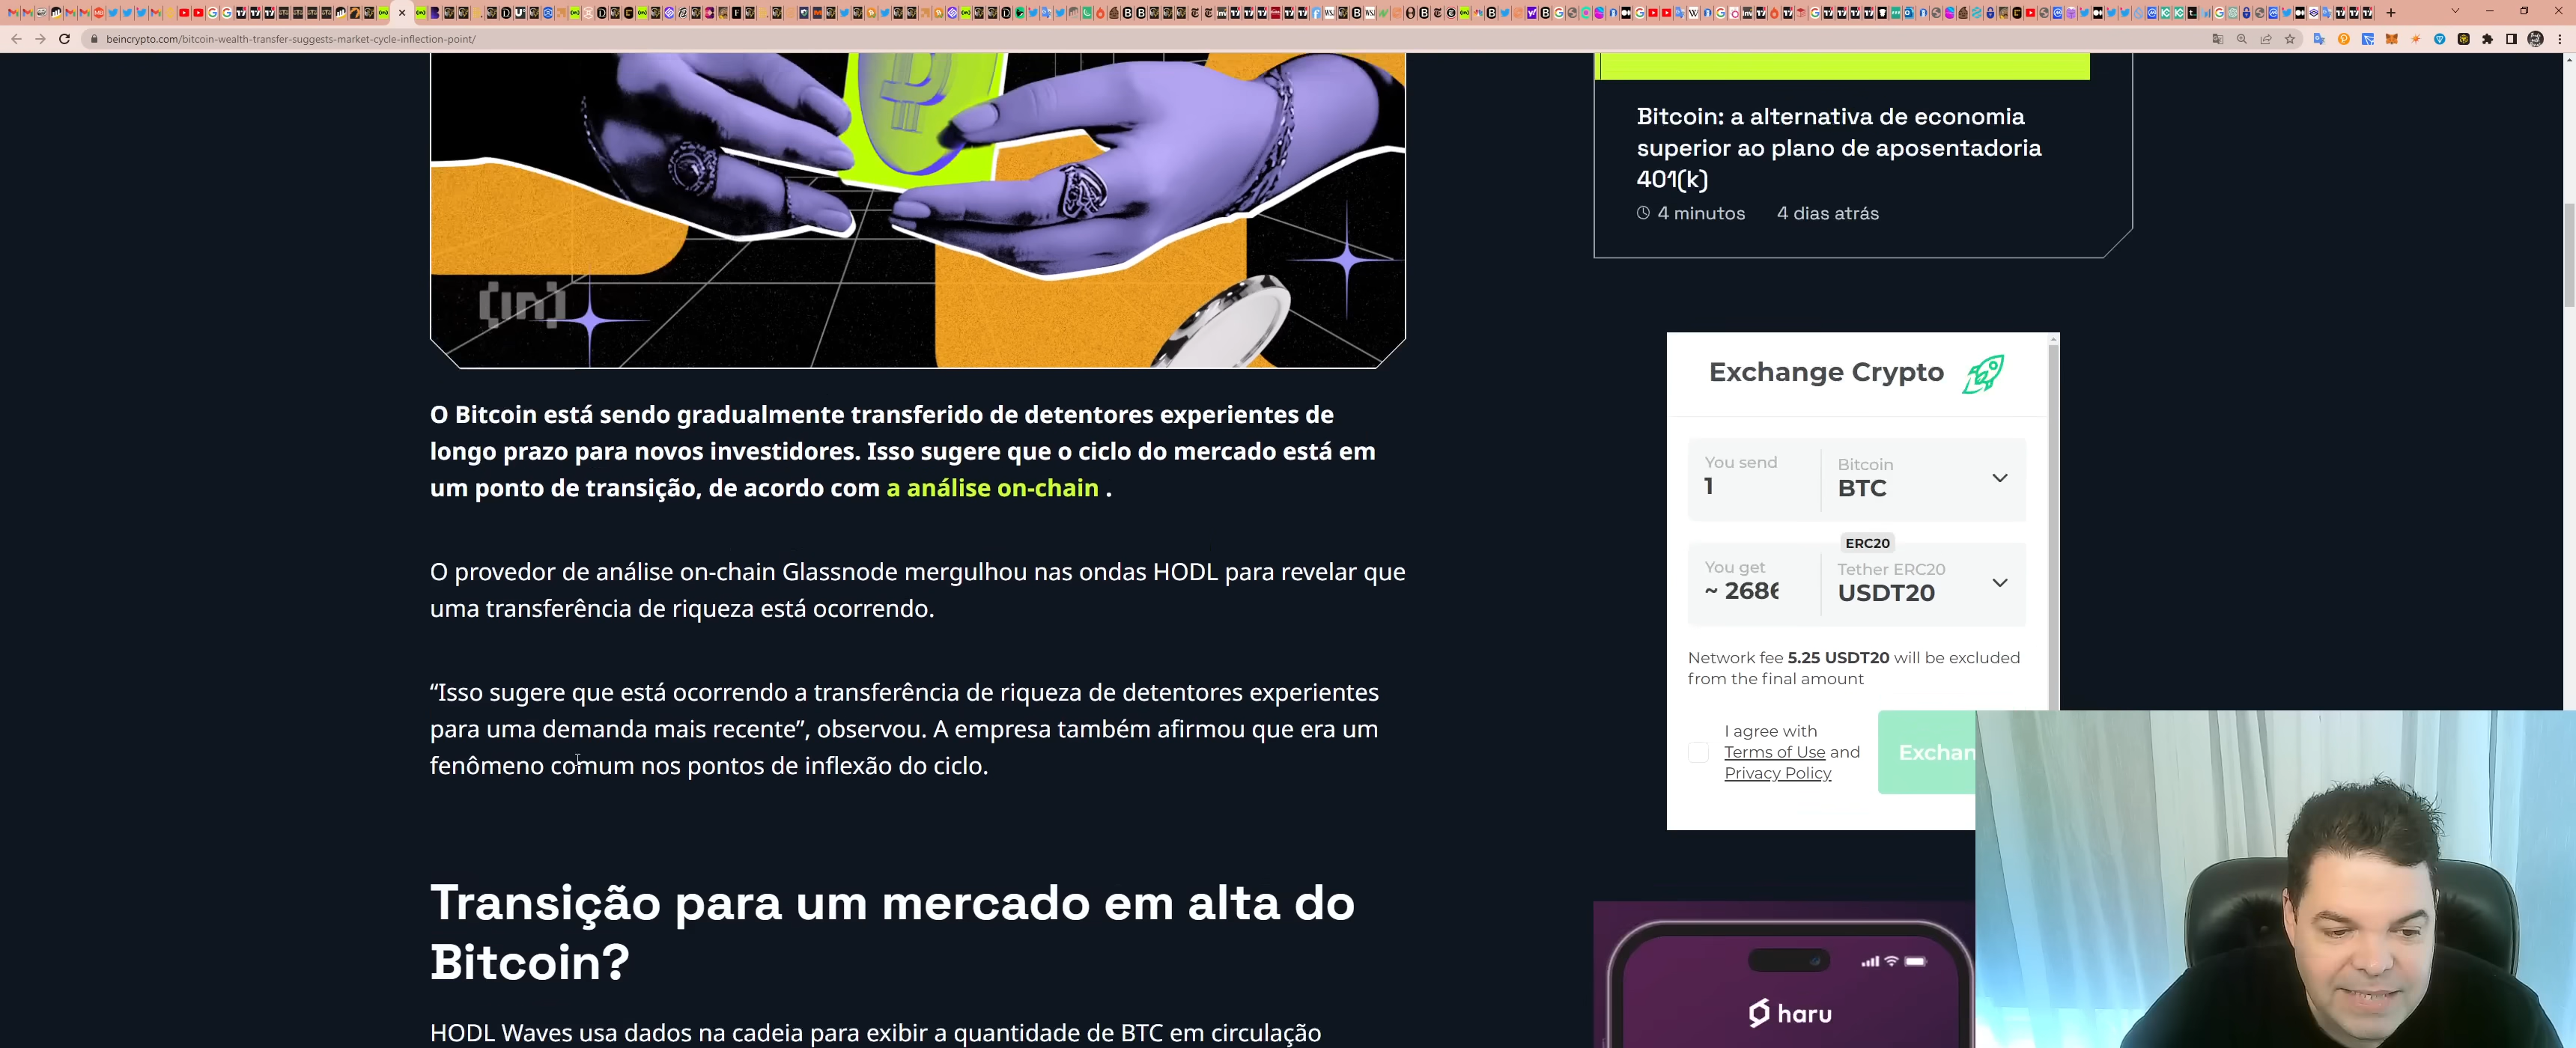 beincrypto.com/bitcoin-wealth-transfer-suggests-market-cycle-inflection-point/
[in]
O Bitcoin está sendo gradualmente transferido de detentores experientes de
longo prazo para novos investidores. Isso sugere que o ciclo do mercado está em
um ponto de transição, de acordo com a análise on-chain .
O provedor de análise on-chain Glassnode mergulhou nas ondas HODL para revelar que
uma transferência de riqueza está ocorrendo.
“Isso sugere que está ocorrendo a transferência de riqueza de detentores experientes
para uma demanda mais recente”, observou. A empresa também afirmou que era um
fenômeno comum nos pontos de inflexão do ciclo.
Transição para um mercado em alta do
Bitcoin?
HODL Waves usa dados na cadeia para exibir a quantidade de BTC em circulação
Bitcoin: a alternativa de economia
superior ao plano de aposentadoria
401(k)
4 minutos 4 dias atrás
Exchange Crypto
You send Bitcoin
1 BTC
ERC20
You get Tether ERC20
~ 2686 USDT20
Network fee 5.25 USDT20 will be excluded
from the final amount
I agree with
Terms of Use and
Privacy Policy
Exchan
haru